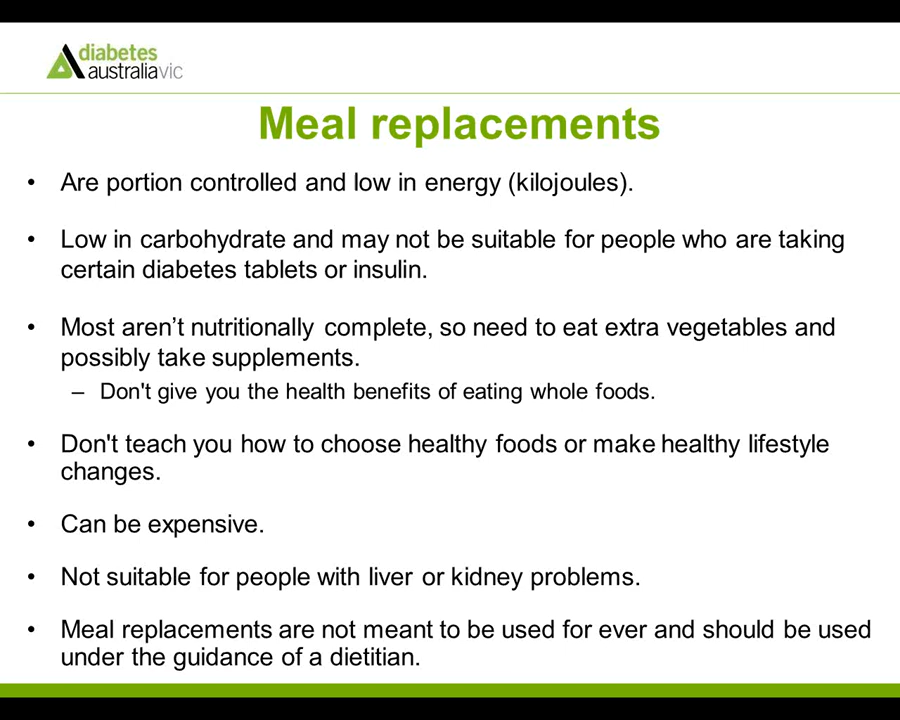 diabetes
australiavic
Meal replacements
• Are portion controlled and low in energy (kilojoules).
• Low in carbohydrate and may not be suitable for people who are taking
certain diabetes tablets or insulin.
• Most aren’t nutritionally complete, so need to eat extra vegetables and
possibly take supplements.
– Don't give you the health benefits of eating whole foods.
• Don't teach you how to choose healthy foods or make healthy lifestyle
changes.
• Can be expensive.
• Not suitable for people with liver or kidney problems.
• Meal replacements are not meant to be used for ever and should be used
under the guidance of a dietitian.